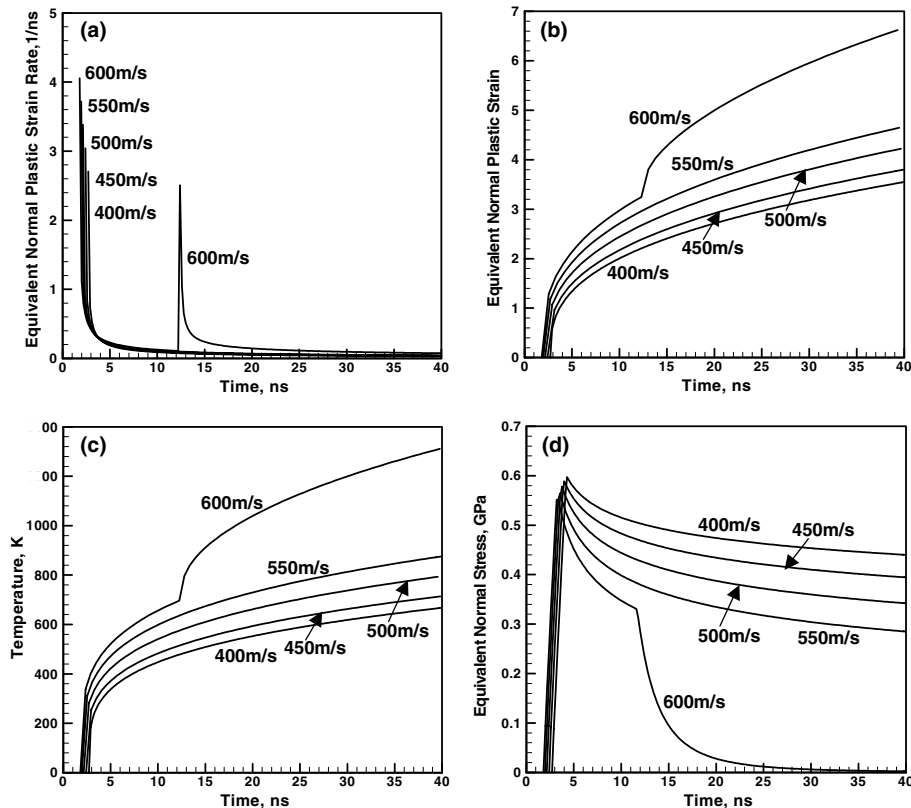 (a)
Equivalent Normal Plastic Strain Rate,1/ns
5
4
3
2
1
0
600m/s
550m/s
500m/s
450m/s
400m/s
600m/s
0 5 10 15 20 25 30 35 40
Time, ns
(b)
Equivalent Normal Plastic Strain
7
6
5
4
3
2
1
0
600m/s
550m/s
500m/s
450m/s
400m/s
0 5 10 15 20 25 30 35 40
Time, ns
(c)
Temperature, K
00
00
1000
800
600
400
200
0
600m/s
550m/s
500m/s
450m/s
400m/s
0 5 10 15 20 25 30 35 40
Time, ns
(d)
Equivalent Normal Stress, GPa
0.7
0.6
0.5
0.4
0.3
0.2
0.1
0
400m/s
450m/s
500m/s
550m/s
600m/s
0 5 10 15 20 25 30 35 40
Time, ns